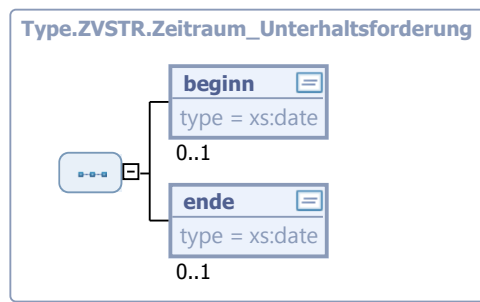 Type.ZVSTR.Zeitraum_Unterhaltsforderung
beginn
type = xs:date
0..1
ende
type = xs:date
0..1